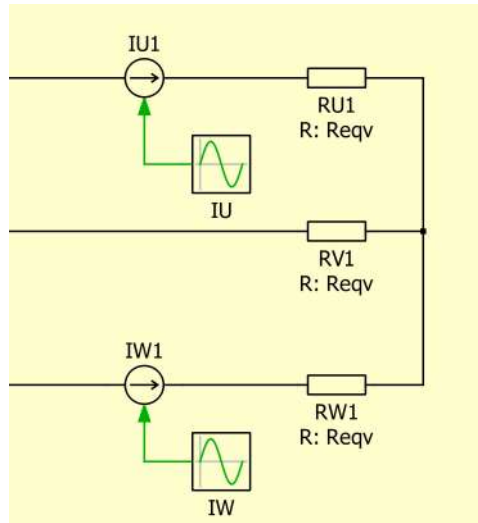 IU1
RU1
R: Reqv
IU
RV1
R: Reqv
IW1
RW1
R: Reqv
IW